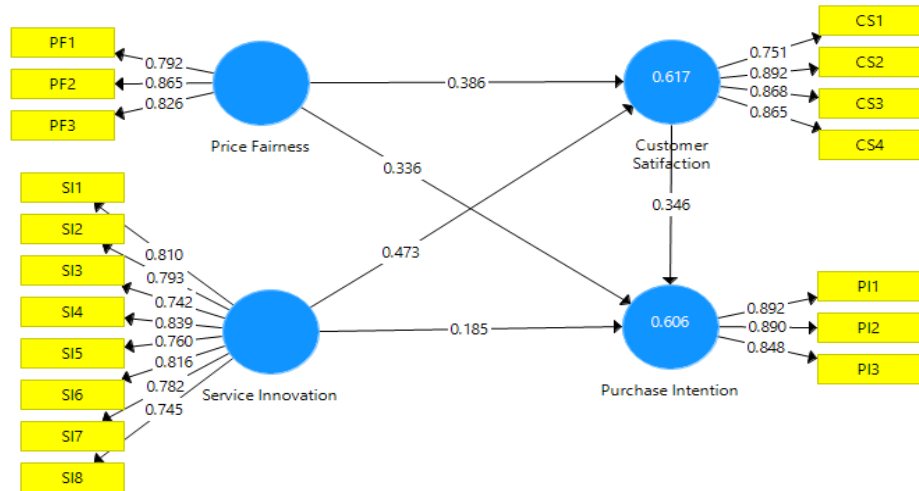 PF1
PF2
PF3
0.792
0.865
0.826
Price Fairness
0.386
0.617
Customer
Satifaction
0.751
0.892
0.868
0.865
CS1
CS2
CS3
CS4
0.336
0.473
0.346
SI1
SI2
SI3
SI4
SI5
SI6
SI7
SI8
0.810
0.793
0.742
0.839
0.760
0.816
0.782
0.745
Service Innovation
0.185
0.606
Purchase Intention
0.892
0.890
0.848
PI1
PI2
PI3